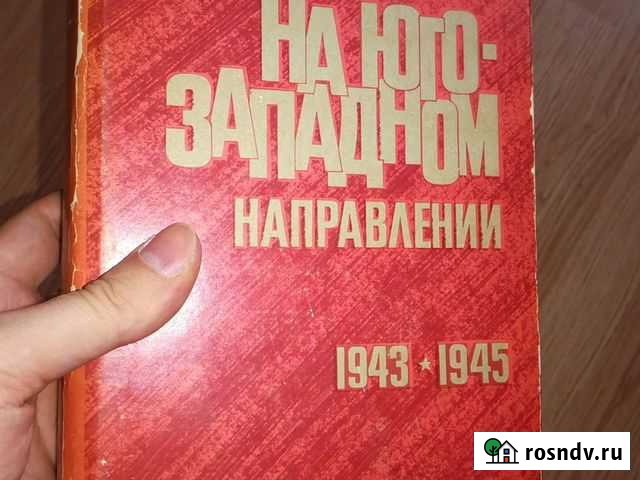 НА ЮГО-
ЗАПАДНОМ
НАПРАВЛЕНИИ
1943 ★ 1945
rosndv.ru